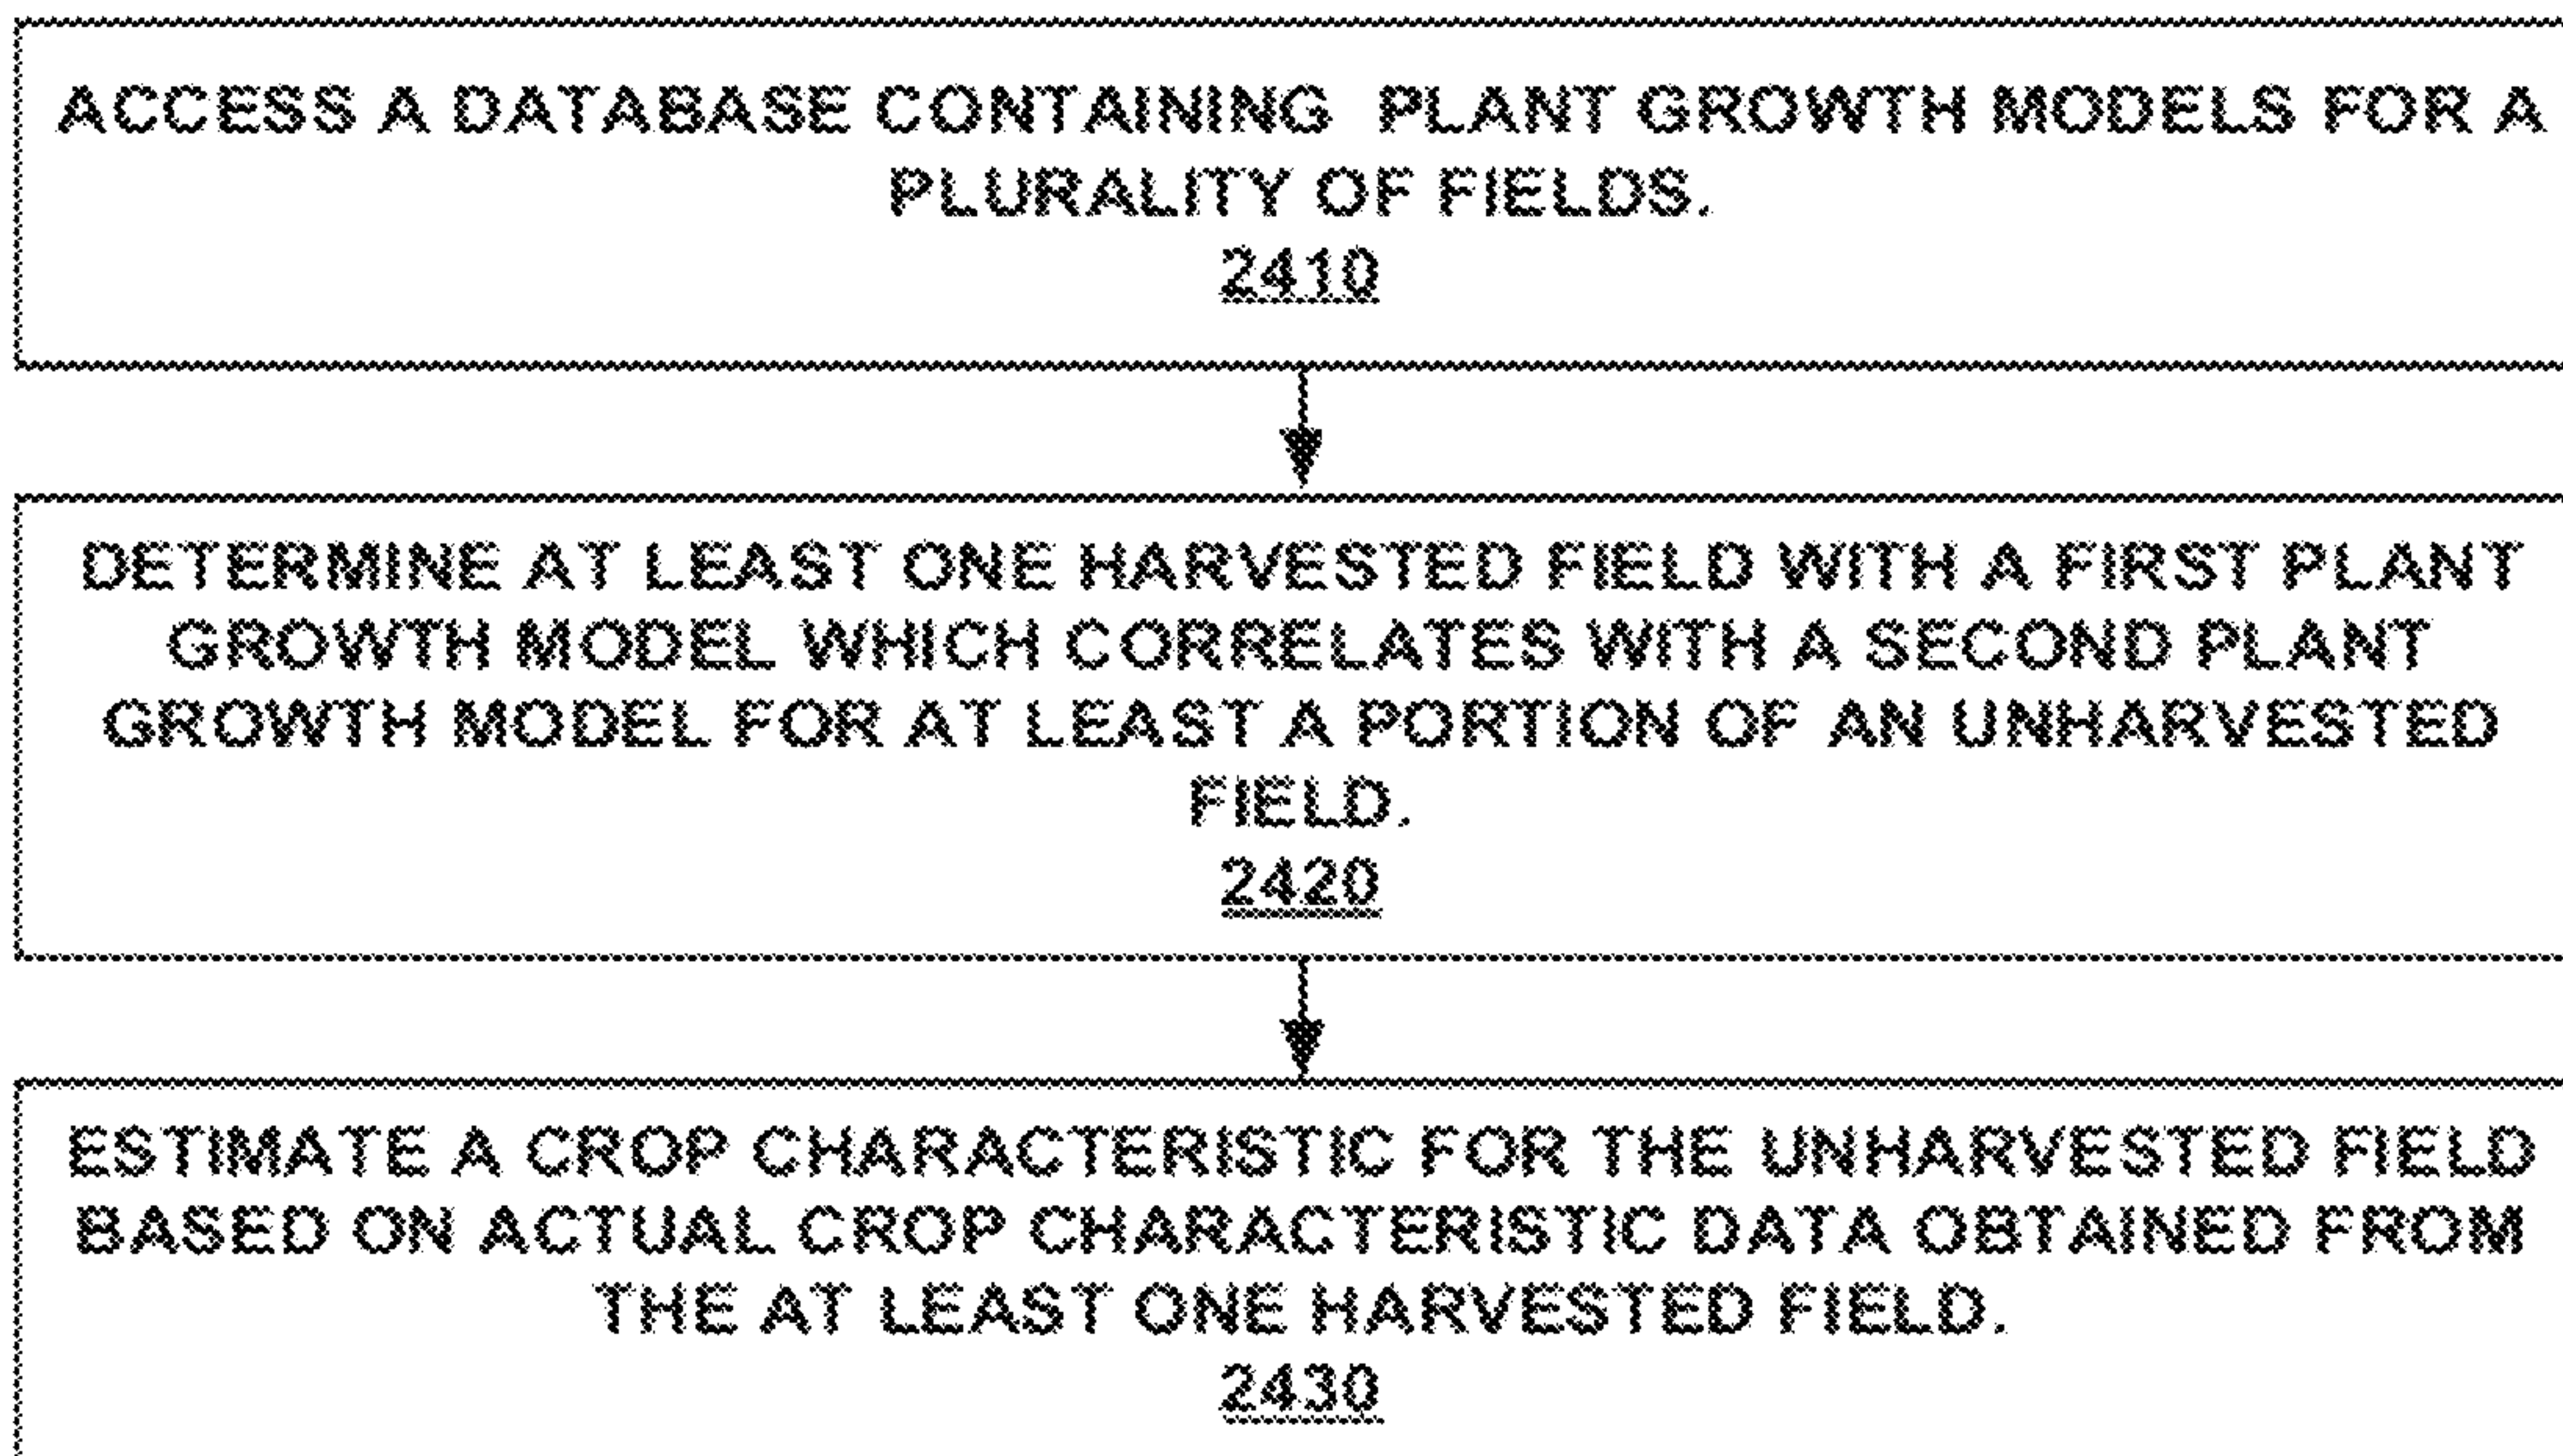 ACCESS A DATABASE CONTAINING PLANT GROWTH MODELS FOR A
PLURALITY OF FIELDS.
2410
DETERMINE AT LEAST ONE HARVESTED FIELD WITH A FIRST PLANT
GROWTH MODEL WHICH CORRELATES WITH A SECOND PLANT
GROWTH MODEL FOR AT LEAST A PORTION OF AN UNHARVESTED
FIELD.
2420
ESTIMATE A CROP CHARACTERISTIC FOR THE UNHARVESTED FIELD
BASED ON ACTUAL CROP CHARACTERISTIC DATA OBTAINED FROM
THE AT LEAST ONE HARVESTED FIELD.
2430